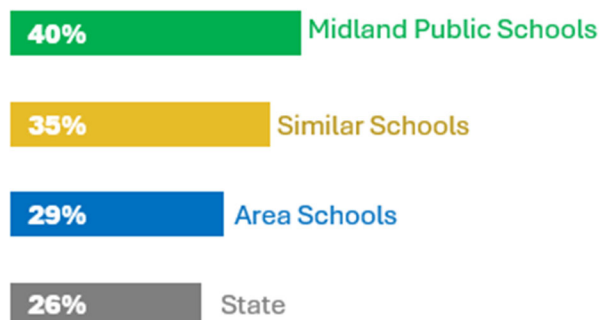 40% Midland Public Schools
35% Similar Schools
29% Area Schools
26% State